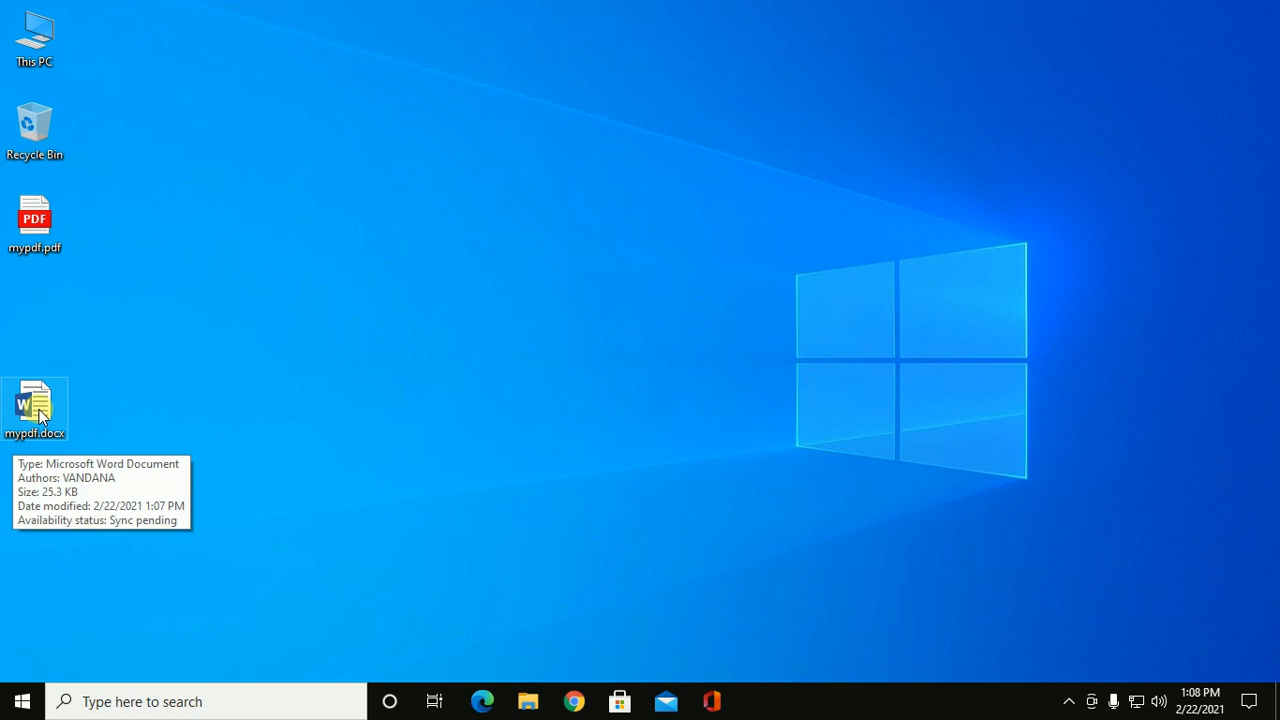 This PC
Recycle Bin
PDF
mypdf.pdf
W
mypdf.docx
Type: Microsoft Word Document
Authors: VANDANA
Size: 25.3 KB
Date modified: 2/22/2021 1:07 PM
Availability status: Sync pending
Type here to search
1:08 PM
2/22/2021